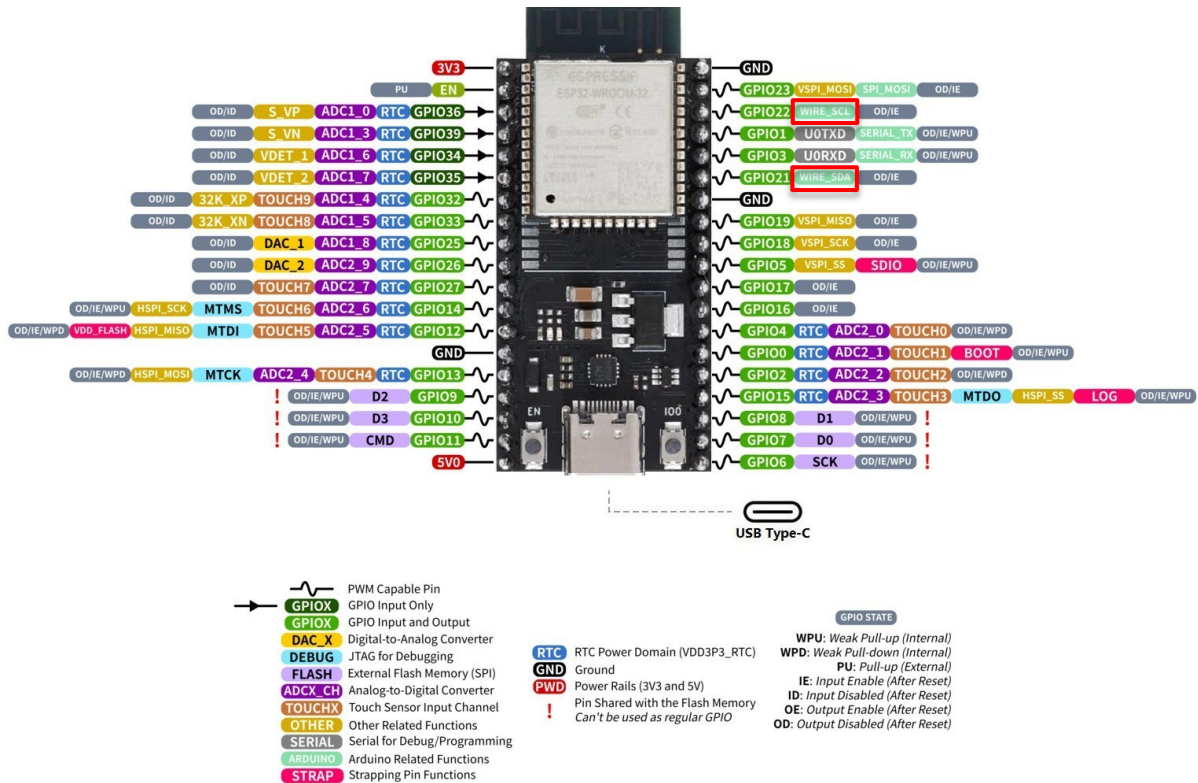 K
ESPRESSIF
ESP32-WROOM-32
3V3
GND
PU EN
GPIO23 VSPI_MOSI SPI_MOSI OD/IE
OD/ID S_VP ADC1_0 RTC GPIO36
GPIO22 WIRE_SCL OD/IE
OD/ID S_VN ADC1_3 RTC GPIO39
GPIO1 U0TXD SERIAL_TX OD/IE/WPU
OD/ID VDET_1 ADC1_6 RTC GPIO34
GPIO3 U0RXD SERIAL_RX OD/IE/WPU
OD/ID VDET_2 ADC1_7 RTC GPIO35
GPIO21 WIRE_SDA OD/IE
OD/ID 32K_XP TOUCH9 ADC1_4 RTC GPIO32
GND
OD/ID 32K_XN TOUCH8 ADC1_5 RTC GPIO33
GPIO19 VSPI_MISO OD/IE
OD/ID DAC_1 ADC1_8 RTC GPIO25
GPIO18 VSPI_SCK OD/IE
OD/ID DAC_2 ADC2_9 RTC GPIO26
GPIO5 VSPI_SS SDIO OD/IE/WPU
OD/ID TOUCH7 ADC2_7 RTC GPIO27
GPIO17 OD/IE
OD/IE/WPU HSPI_SCK MTMS TOUCH6 ADC2_6 RTC GPIO14
GPIO16 OD/IE
OD/IE/WPD VDD_FLASH HSPI_MISO MTDI TOUCH5 ADC2_5 RTC GPIO12
GPIO4 RTC ADC2_0 TOUCH0 OD/IE/WPD
GND
GPIO0 RTC ADC2_1 TOUCH1 BOOT OD/IE/WPU
OD/IE/WPD HSPI_MOSI MTCK ADC2_4 TOUCH4 RTC GPIO13
GPIO2 RTC ADC2_2 TOUCH2 OD/IE/WPD
! OD/IE/WPU D2 GPIO9
GPIO15 RTC ADC2_3 TOUCH3 MTDO HSPI_SS LOG OD/IE/WPU
! OD/IE/WPU D3 GPIO10
EN
IO0
GPIO8 D1 OD/IE/WPU !
! OD/IE/WPU CMD GPIO11
GPIO7 D0 OD/IE/WPU !
5V0
GPIO6 SCK OD/IE/WPU !
USB Type-C
PWM Capable Pin
GPIOX GPIO Input Only
GPIOX GPIO Input and Output
DAC_X Digital-to-Analog Converter
DEBUG JTAG for Debugging
FLASH External Flash Memory (SPI)
ADCX_CH Analog-to-Digital Converter
TOUCHX Touch Sensor Input Channel
OTHER Other Related Functions
SERIAL Serial for Debug/Programming
ARDUINO Arduino Related Functions
STRAP Strapping Pin Functions
RTC RTC Power Domain (VDD3P3_RTC)
GND Ground
PWD Power Rails (3V3 and 5V)
! Pin Shared with the Flash Memory
Can't be used as regular GPIO
GPIO STATE
WPU: Weak Pull-up (Internal)
WPD: Weak Pull-down (Internal)
PU: Pull-up (External)
IE: Input Enable (After Reset)
ID: Input Disabled (After Reset)
OE: Output Enable (After Reset)
OD: Output Disabled (After Reset)